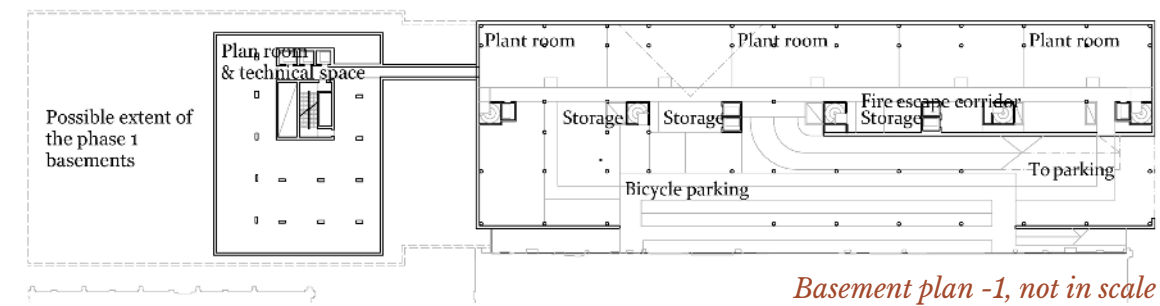 Plant room
Plant room
Plant room
Plan room
& technical space
Possible extent of
the phase 1
basements
Fire escape corridor
Storage
Storage
Storage
To parking
Bicycle parking
Basement plan -1, not in scale